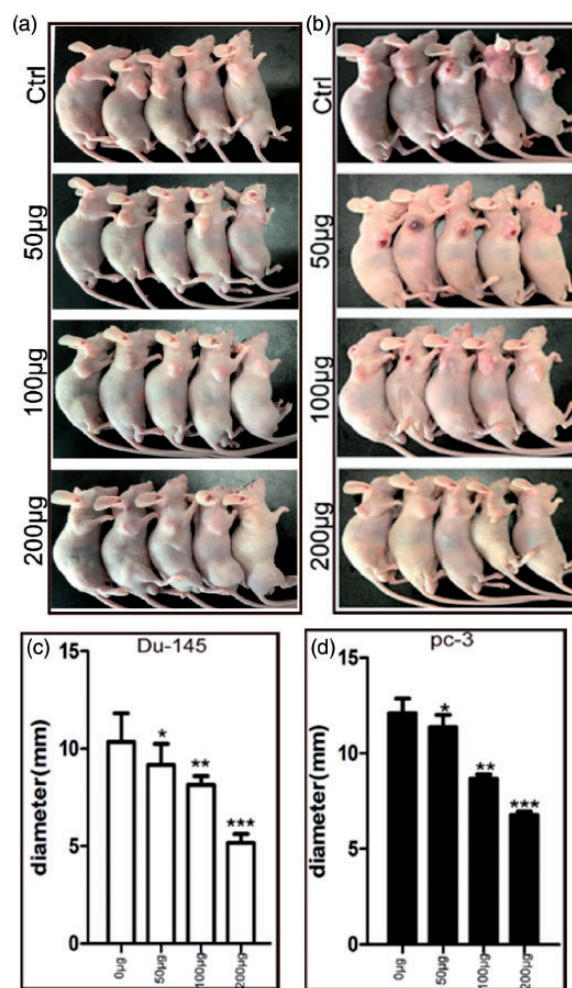 (a)
(b)
Ctrl
Ctrl
50µg
50µg
100µg
100µg
200µg
200µg
(c)
Du-145
15
10
5
0
diameter(mm)
*
**
***
0µg
50µg
100µg
200µg
(d)
pc-3
15
10
5
0
diameter(mm)
*
**
***
0µg
50µg
100µg
200µg